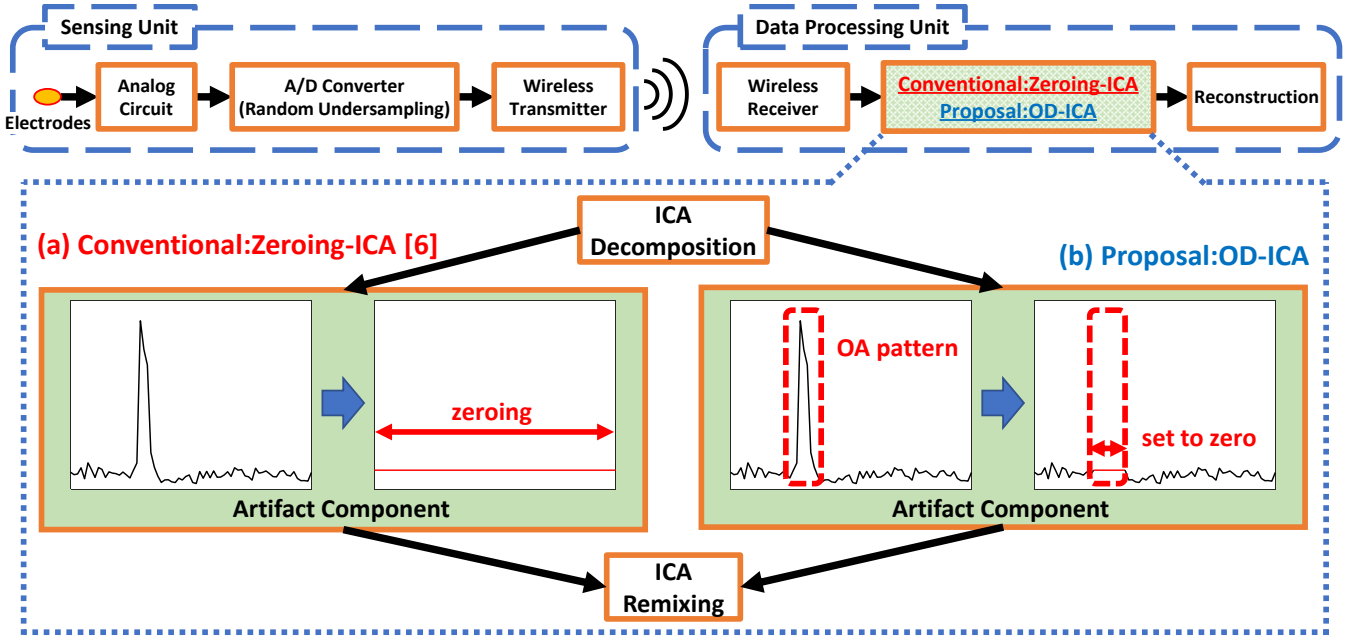 Sensing Unit
Electrodes
Analog
Circuit
A/D Converter
(Random Undersampling)
Wireless
Transmitter
Data Processing Unit
Wireless
Receiver
Conventional:Zeroing-ICA
Proposal:OD-ICA
Reconstruction
ICA
Decomposition
(a) Conventional:Zeroing-ICA [6]
zeroing
Artifact Component
(b) Proposal:OD-ICA
OA pattern
set to zero
Artifact Component
ICA
Remixing